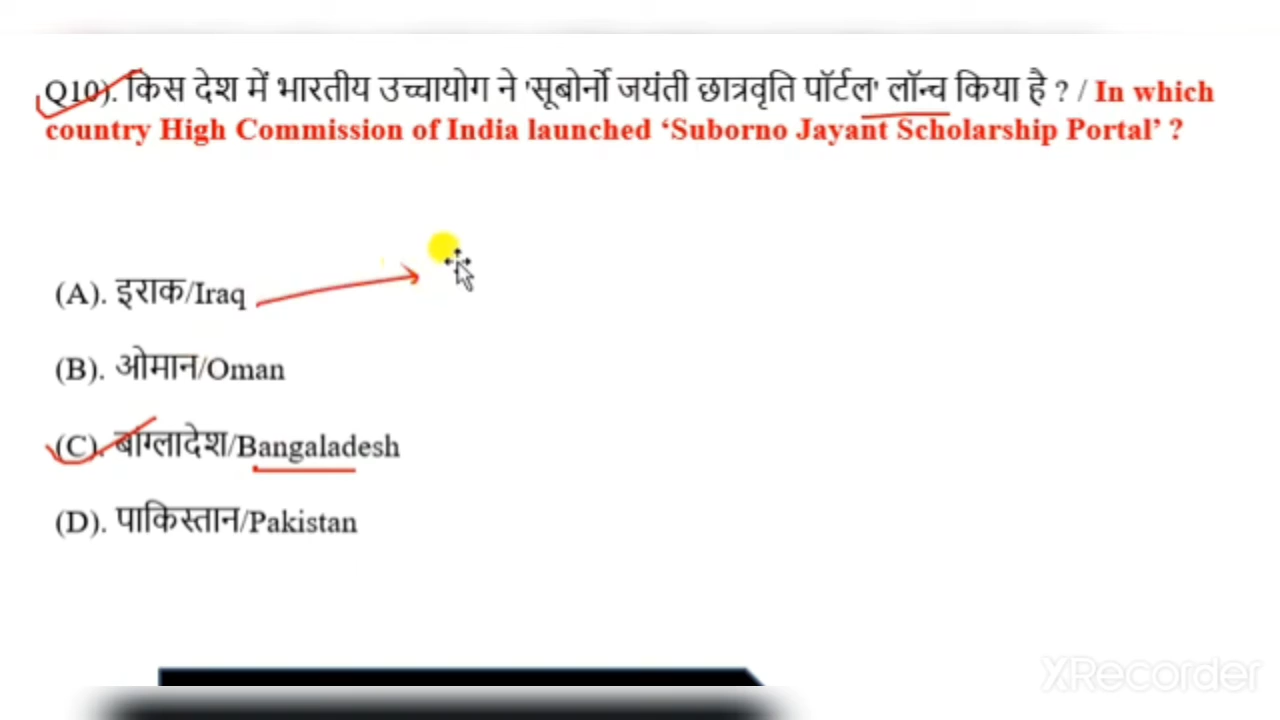 Q10). किस देश में भारतीय उच्चायोग ने 'सूबोर्नो जयंती छात्रवृति पॉर्टल' लॉन्च किया है ? / In which
country High Commission of India launched ‘Suborno Jayant Scholarship Portal’ ?
(A). इराक/Iraq
(B). ओमान/Oman
(C). बांग्लादेश/Bangaladesh
(D). पाकिस्तान/Pakistan
XRecorder